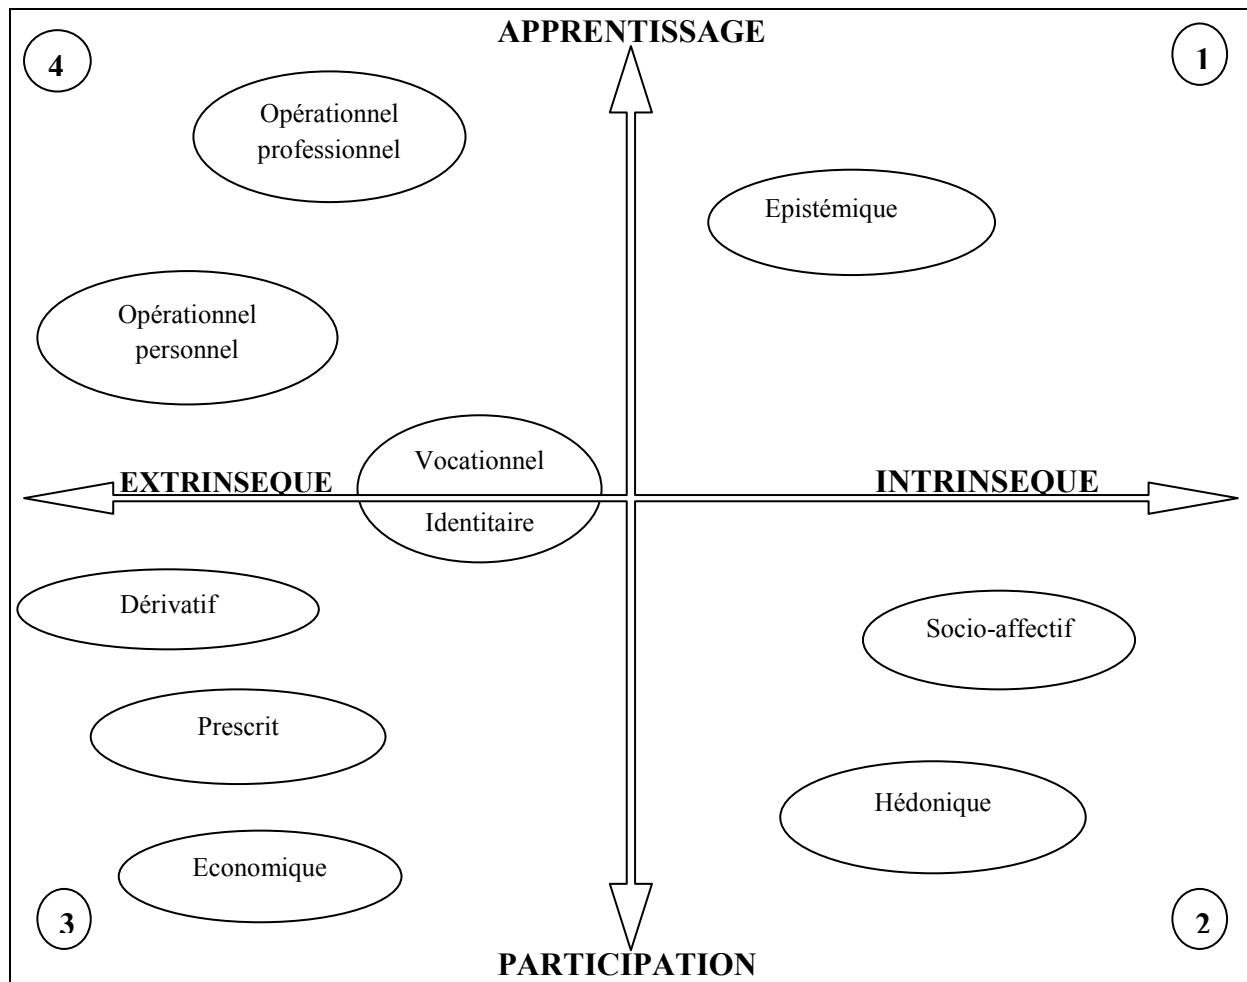 APPRENTISSAGE
4
1
Opérationnel
professionnel
Epistémique
Opérationnel
personnel
Vocationnel
EXTRINSEQUE
INTRINSEQUE
Identitaire
Dérivatif
Socio-affectif
Prescrit
Hédonique
Economique
3
2
PARTICIPATION